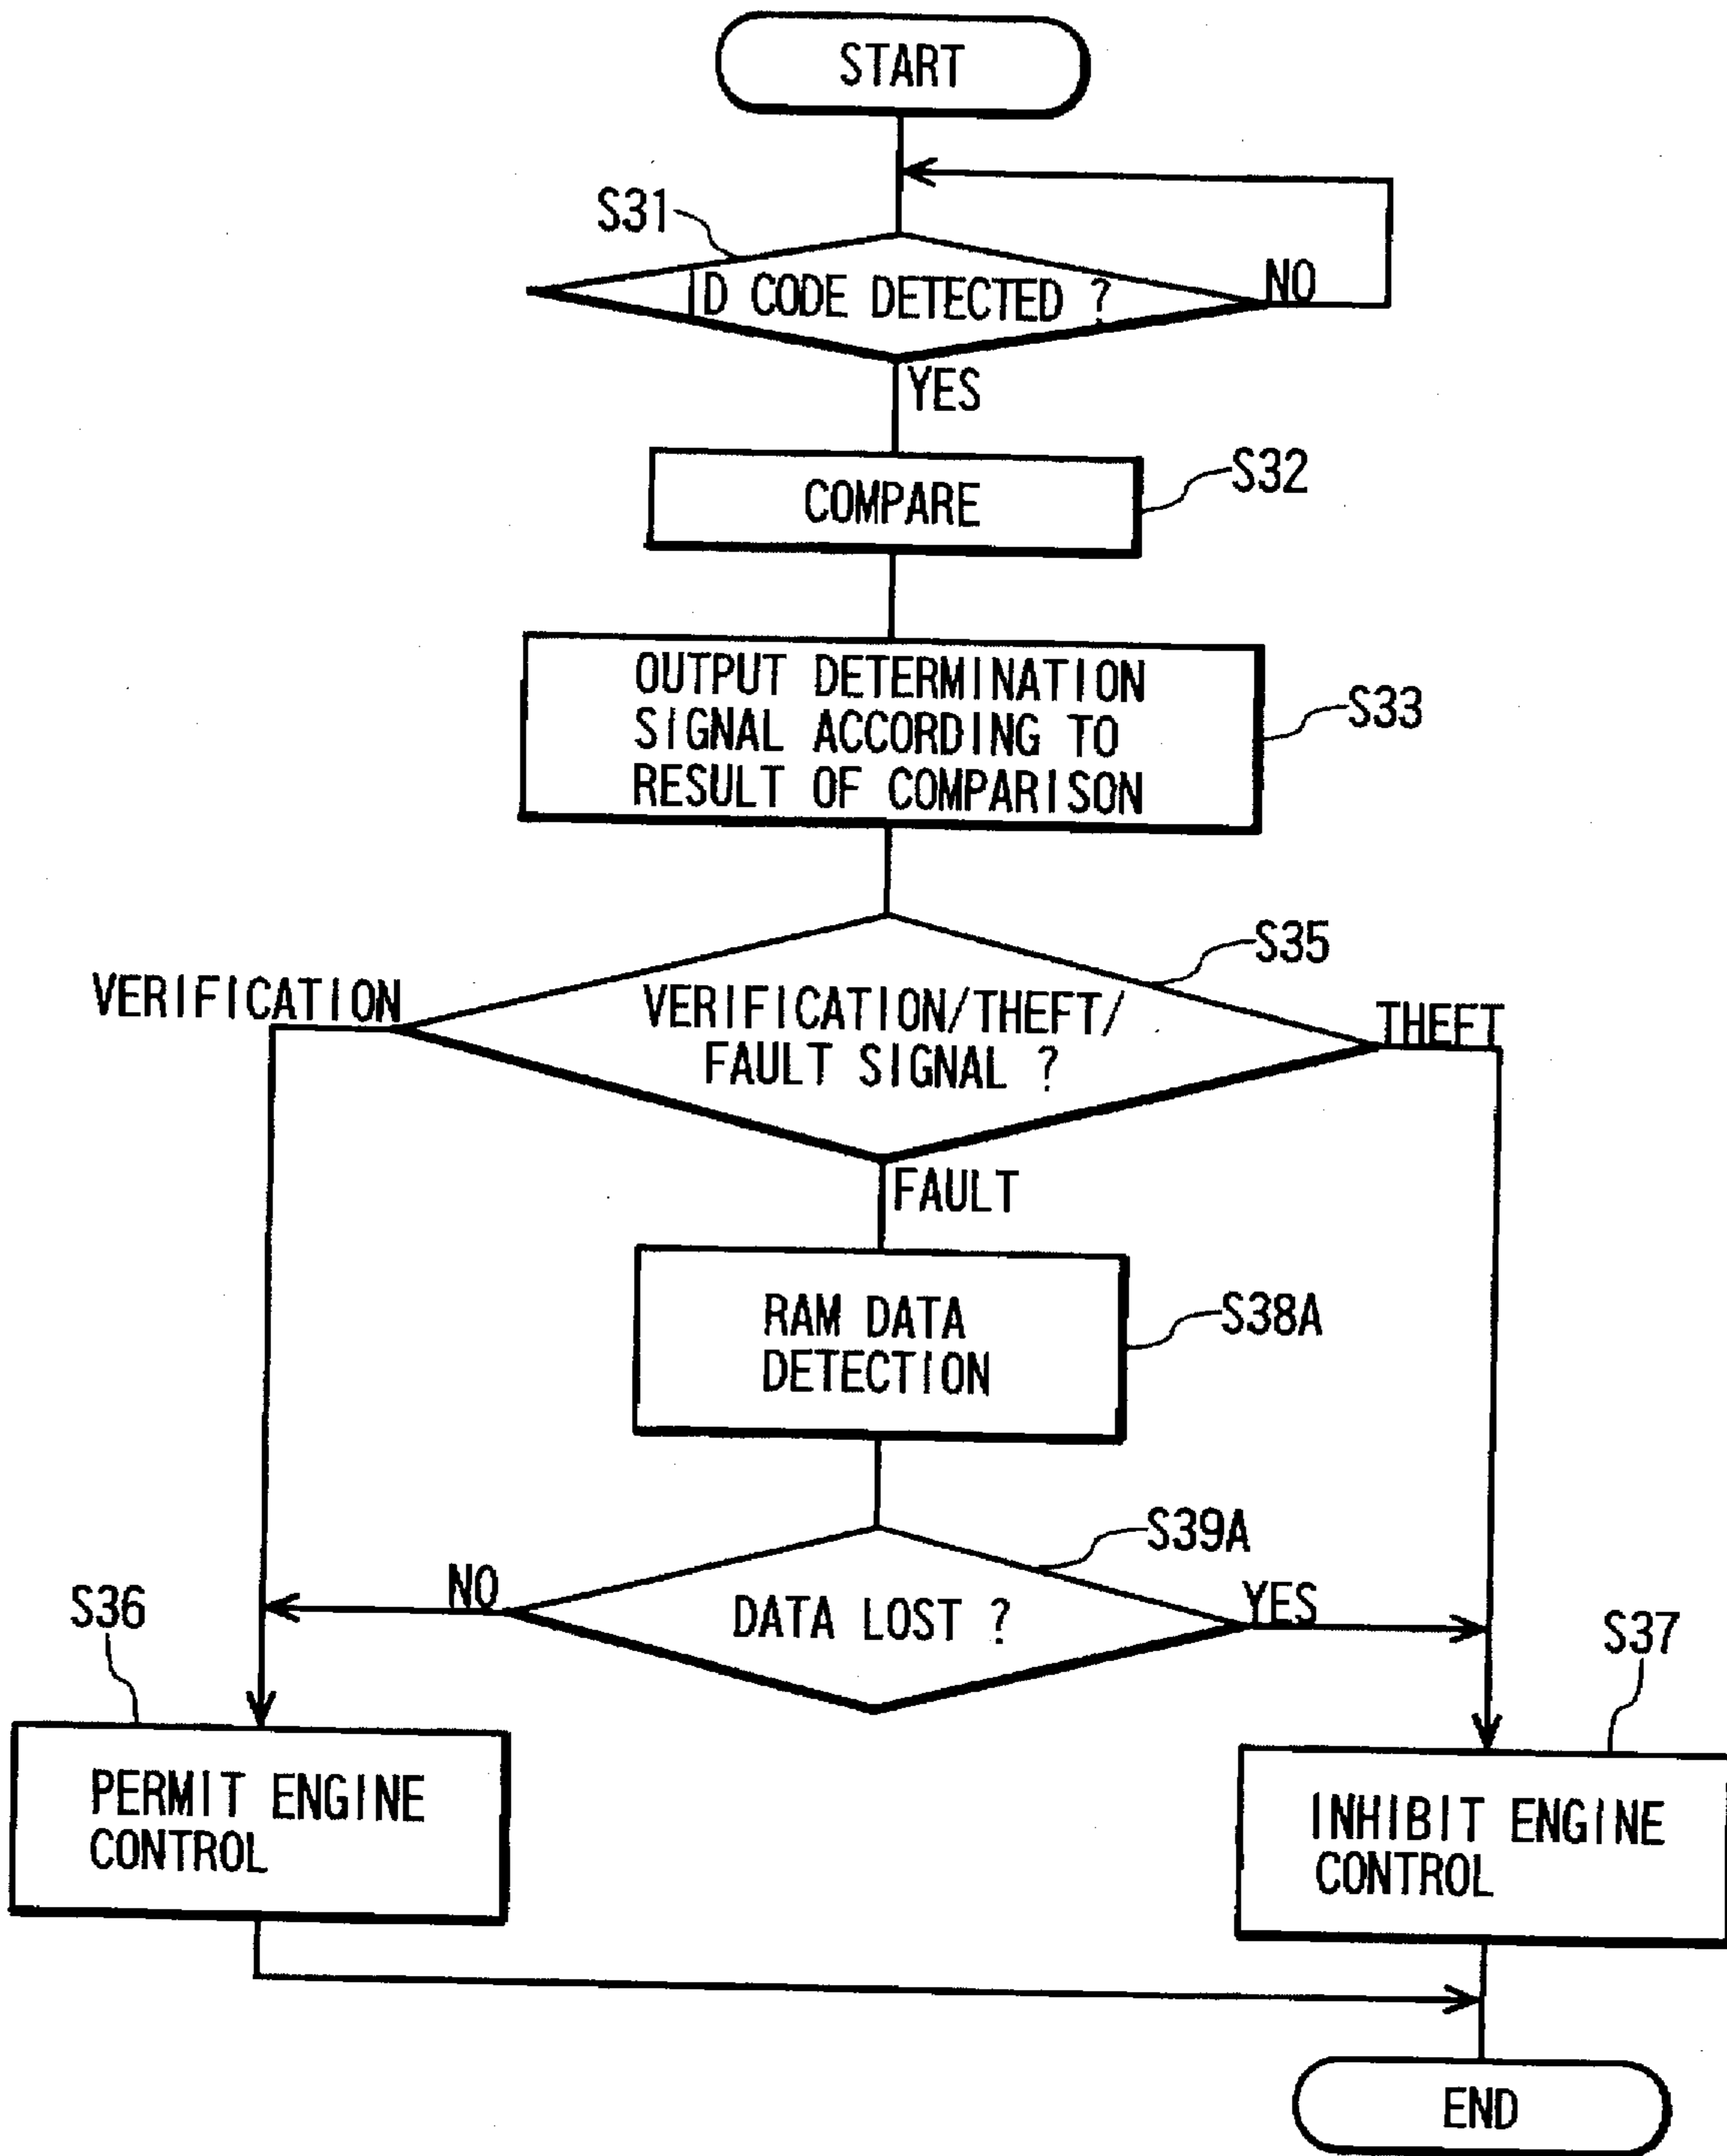 START
S31
ID CODE DETECTED ?
NO
YES
COMPARE
S32
OUTPUT DETERMINATION
SIGNAL ACCORDING TO
RESULT OF COMPARISON
S33
S35
VERIFICATION
VERIFICATION/THEFT/
FAULT SIGNAL ?
THEFT
FAULT
RAM DATA
DETECTION
S38A
S39A
NO
DATA LOST ?
YES
S36
S37
PERMIT ENGINE
CONTROL
INHIBIT ENGINE
CONTROL
END